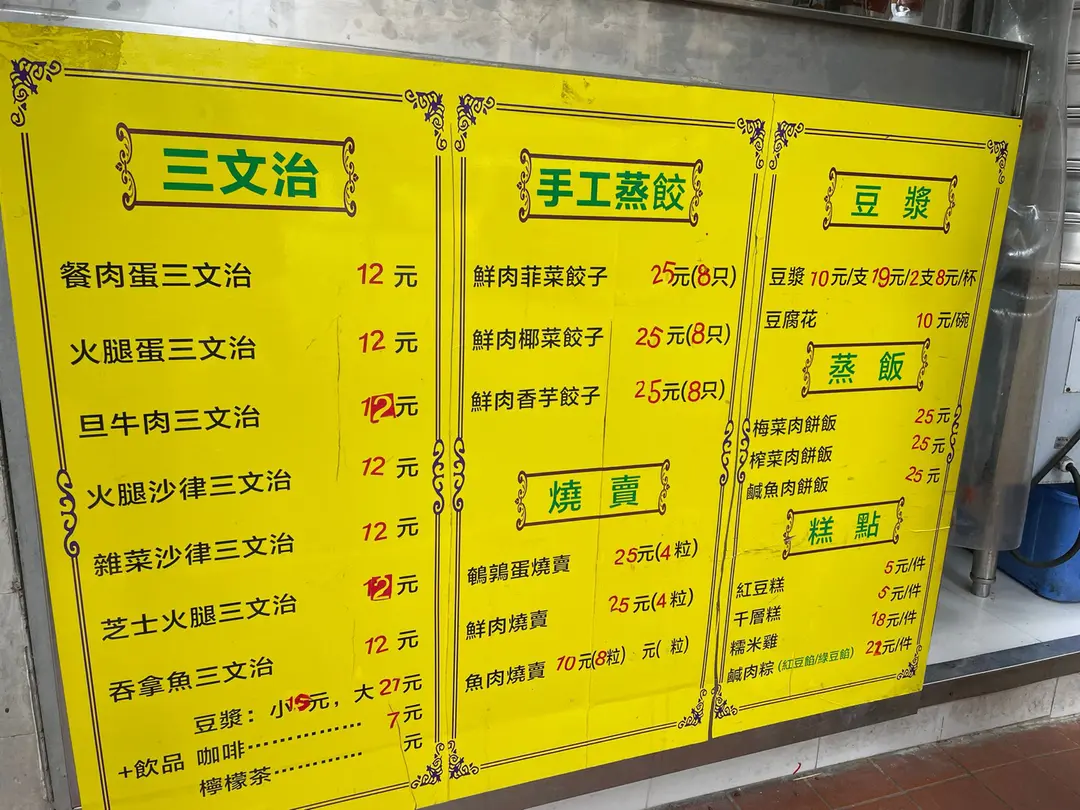 三文治
餐肉蛋三文治 12 元
火腿蛋三文治 12 元
旦牛肉三文治 12元
火腿沙律三文治 12 元
雜菜沙律三文治 12 元
芝士火腿三文治 12 元
吞拿魚三文治 12 元
豆漿：小15元，大27元
+飲品 咖啡⋯⋯⋯⋯⋯ 7元
檸檬茶⋯⋯⋯⋯ 元
手工蒸餃
鮮肉菲菜餃子 25元(8只)
鮮肉椰菜餃子 25元(8只)
鮮肉香芋餃子 25元(8只)
燒賣
鵪鶉蛋燒賣 25元(4粒)
鮮肉燒賣 25元(4粒)
魚肉燒賣 10元(8粒) 元( 粒)
豆漿
豆漿 10元/支 19元/2支 8元/杯
豆腐花 10 元/碗
蒸飯
梅菜肉餅飯 25元
榨菜肉餅飯 25元
鹹魚肉餅飯 25元
糕點
紅豆糕 5元/件
千層糕 5元/件
糯米雞 18元/件
鹹肉粽 (紅豆餡/綠豆餡) 22元/件